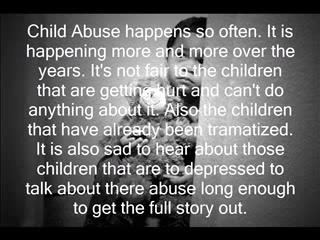 Child Abuse happens so often. It is
happening more and more over the
years. It's not fair to the children
that are getting hurt and can't do
anything about it. Also the children
that have already been tramatized.
It is also sad to hear about those
children that are to depressed to
talk about there abuse long enough
to get the full story out.